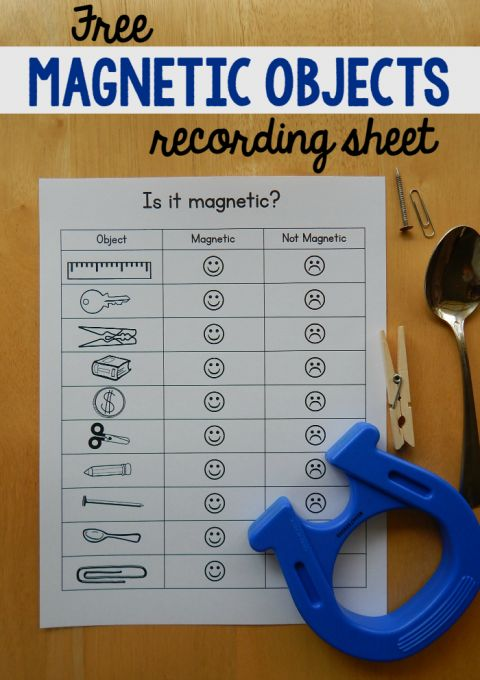 Free
MAGNETIC OBJECTS
recording sheet
Is it magnetic?
Object Magnetic Not Magnetic
$